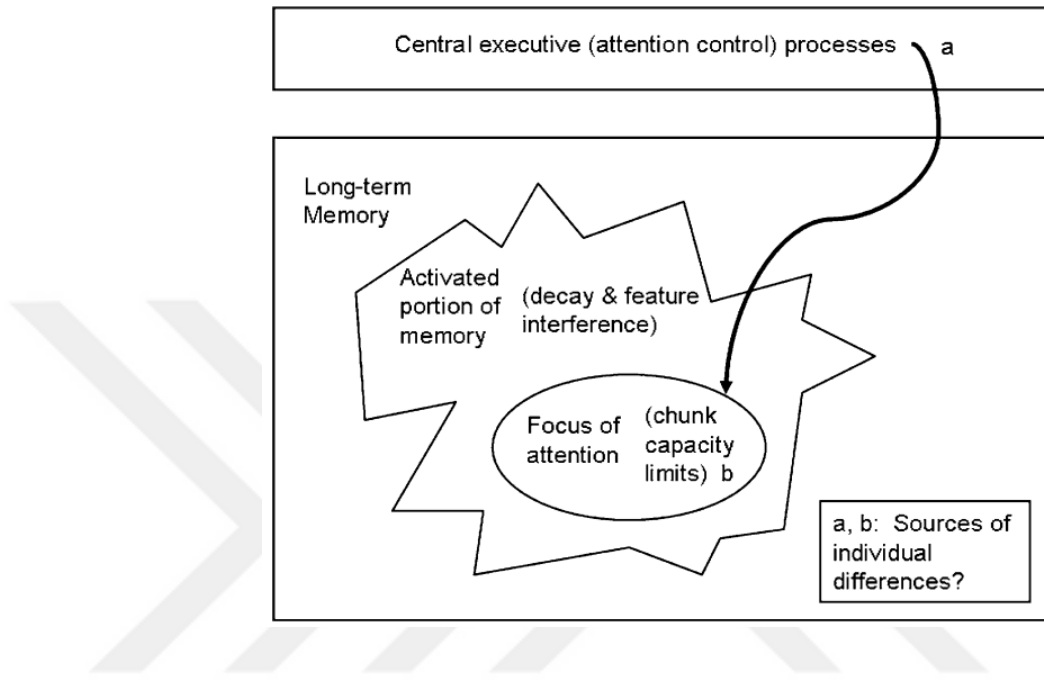 Central executive (attention control) processes a
Long-term
Memory
Activated
portion of
memory
(decay & feature
interference)
Focus of
attention
(chunk
capacity
limits) b
a, b: Sources of
individual
differences?